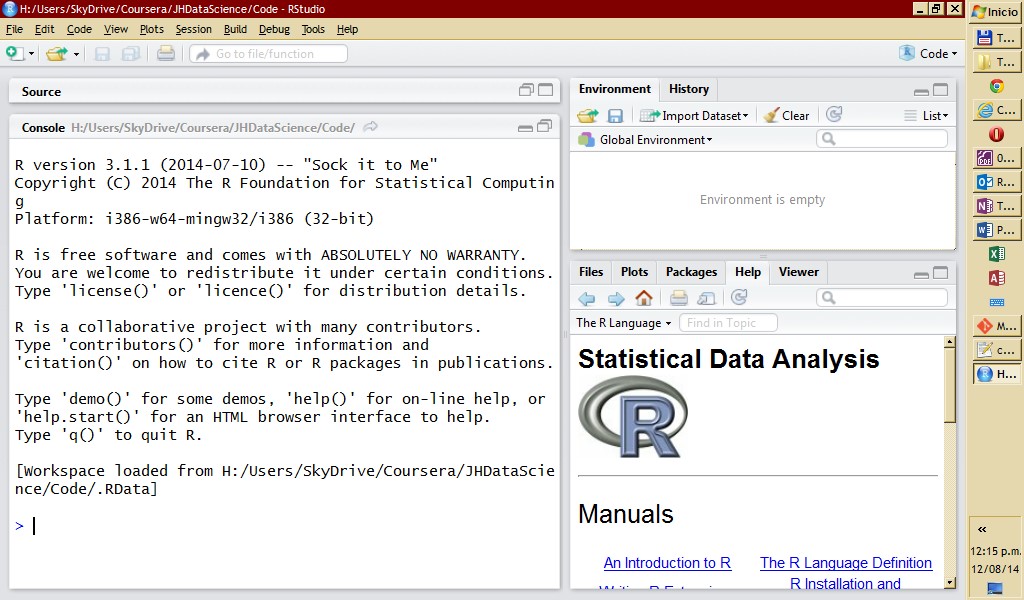 H:/Users/SkyDrive/Coursera/JHDataScience/Code - RStudio
File Edit Code View Plots Session Build Debug Tools Help
Go to file/function
Code
Source
Console H:/Users/SkyDrive/Coursera/JHDataScience/Code/
R version 3.1.1 (2014-07-10) -- "Sock it to Me"
Copyright (C) 2014 The R Foundation for Statistical Computin
g
Platform: i386-w64-mingw32/i386 (32-bit)
R is free software and comes with ABSOLUTELY NO WARRANTY.
You are welcome to redistribute it under certain conditions.
Type 'license()' or 'licence()' for distribution details.
R is a collaborative project with many contributors.
Type 'contributors()' for more information and
'citation()' on how to cite R or R packages in publications.
Type 'demo()' for some demos, 'help()' for on-line help, or
'help.start()' for an HTML browser interface to help.
Type 'q()' to quit R.
[Workspace loaded from H:/Users/SkyDrive/Coursera/JHDataScie
nce/Code/.RData]
>
Environment History
Import Dataset Clear List
Global Environment
Environment is empty
Files Plots Packages Help Viewer
The R Language Find in Topic
Statistical Data Analysis
R
Manuals
An Introduction to R The R Language Definition
R Installation and
Inicio
T...
T...
C...
0...
R...
T...
P...
M...
c...
H...
«
12:15 p.m.
12/08/14